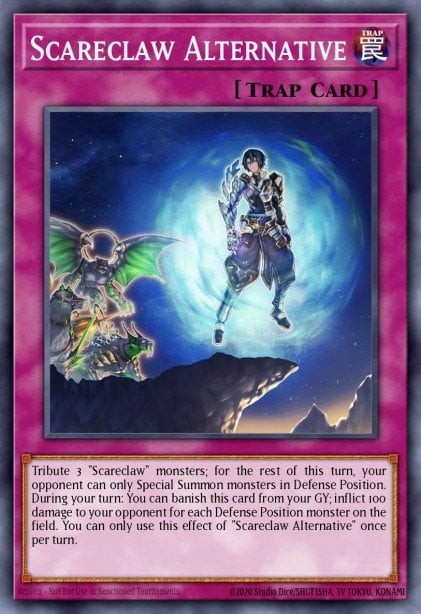 SCARECLAW ALTERNATIVE
TRAP
罠
[TRAP CARD]
Tribute 3 "Scareclaw" monsters; for the rest of this turn, your
opponent can only Special Summon monsters in Defense Position.
During your turn: You can banish this card from your GY; inflict 100
damage to your opponent for each Defense Position monster on the
field. You can only use this effect of "Scareclaw Alternative" once
per turn.
Replica - Not For Use in Sanctioned Tournaments
©2020 Studio Dice/SHUEISHA, TV TOKYO, KONAMI